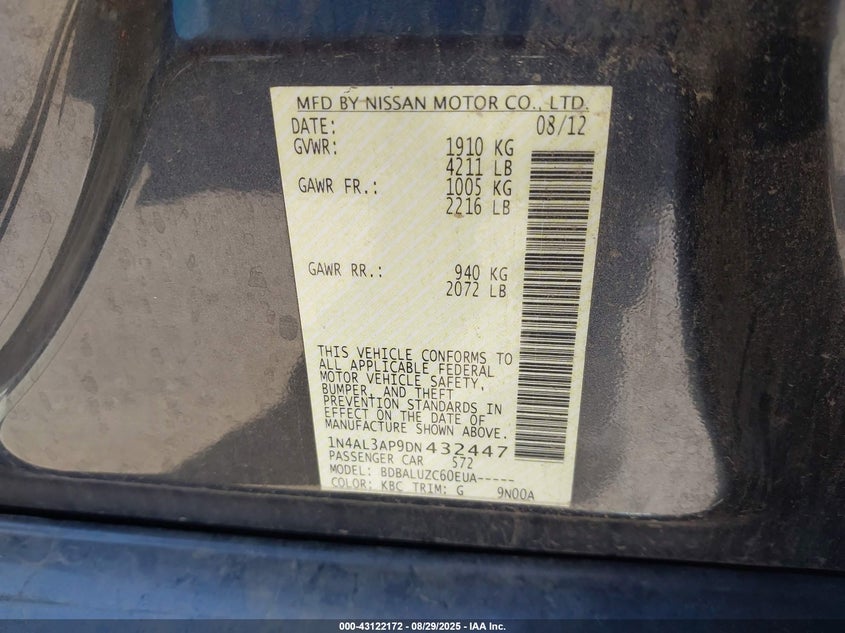 MFD BY NISSAN MOTOR CO., LTD.
DATE: 08/12
GVWR: 1910 KG
4211 LB
GAWR FR.: 1005 KG
2216 LB
GAWR RR.: 940 KG
2072 LB
THIS VEHICLE CONFORMS TO
ALL APPLICABLE FEDERAL
MOTOR VEHICLE SAFETY,
BUMPER, AND THEFT
PREVENTION STANDARDS IN
EFFECT ON THE DATE OF
MANUFACTURE SHOWN ABOVE.
1N4AL3AP9DN432447
PASSENGER CAR 572
MODEL: BDBALUZC60EUA-----
COLOR: KBC TRIM: G 9N00A
000-43122172 - 08/29/2025 - IAA Inc.